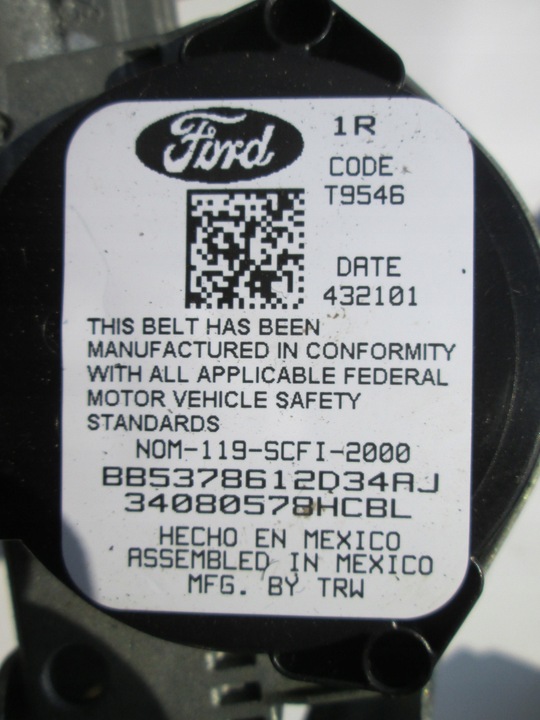 Ford
1R
CODE
T9546
DATE
432101
THIS BELT HAS BEEN
MANUFACTURED IN CONFORMITY
WITH ALL APPLICABLE FEDERAL
MOTOR VEHICLE SAFETY
STANDARDS
NOM-119-SCFI-2000
BB5378612D34AJ
34080578HCBL
HECHO EN MEXICO
ASSEMBLED IN MEXICO
MFG. BY TRW